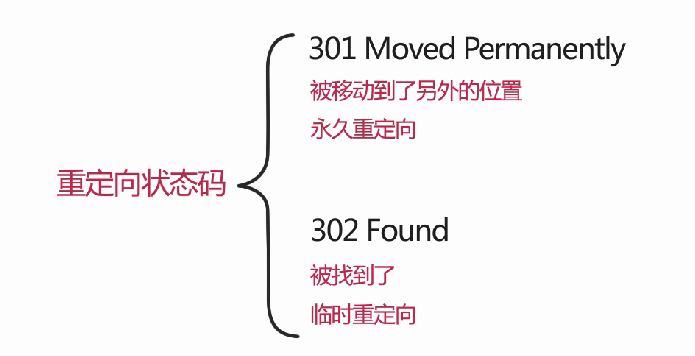 重定向状态码
301 Moved Permanently
被移动到了另外的位置
永久重定向
302 Found
被找到了
临时重定向